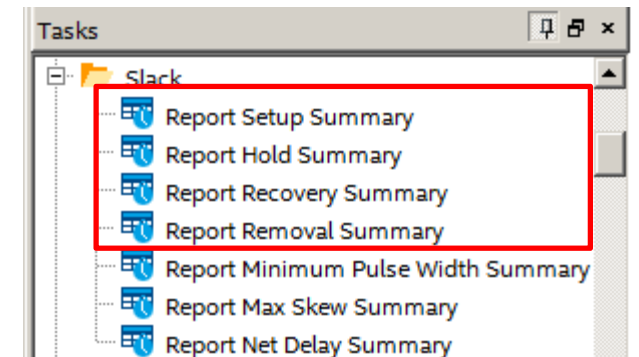 Tasks
Slack
Report Setup Summary
Report Hold Summary
Report Recovery Summary
Report Removal Summary
Report Minimum Pulse Width Summary
Report Max Skew Summary
Report Net Delay Summary